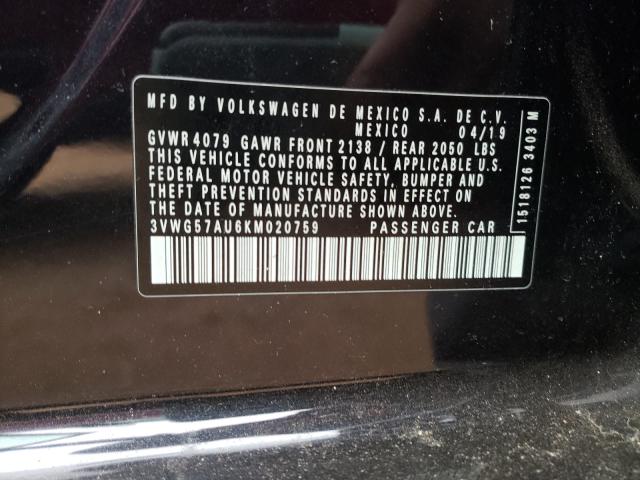 MFD BY VOLKSWAGEN DE MEXICO S.A. DE C.V.
MEXICO 04/19
GVWR 4079 GAWR FRONT 2138 / REAR 2050 LBS
THIS VEHICLE CONFORMS TO ALL APPLICABLE U.S.
FEDERAL MOTOR VEHICLE SAFETY, BUMPER AND
THEFT PREVENTION STANDARDS IN EFFECT ON
THE DATE OF MANUFACTURE SHOWN ABOVE.
3VWG57AU6KM020759 PASSENGER CAR
1518126 3403 M